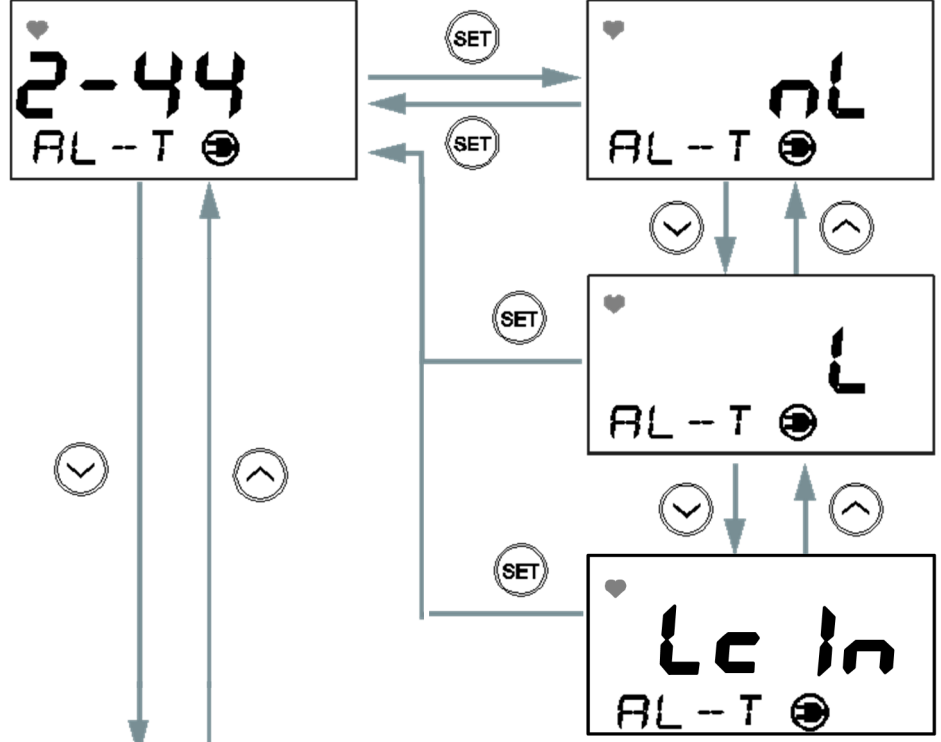 SET
2-44
AL--T
nL
AL--T
SET
SET
L
AL--T
SET
Lc In
AL--T